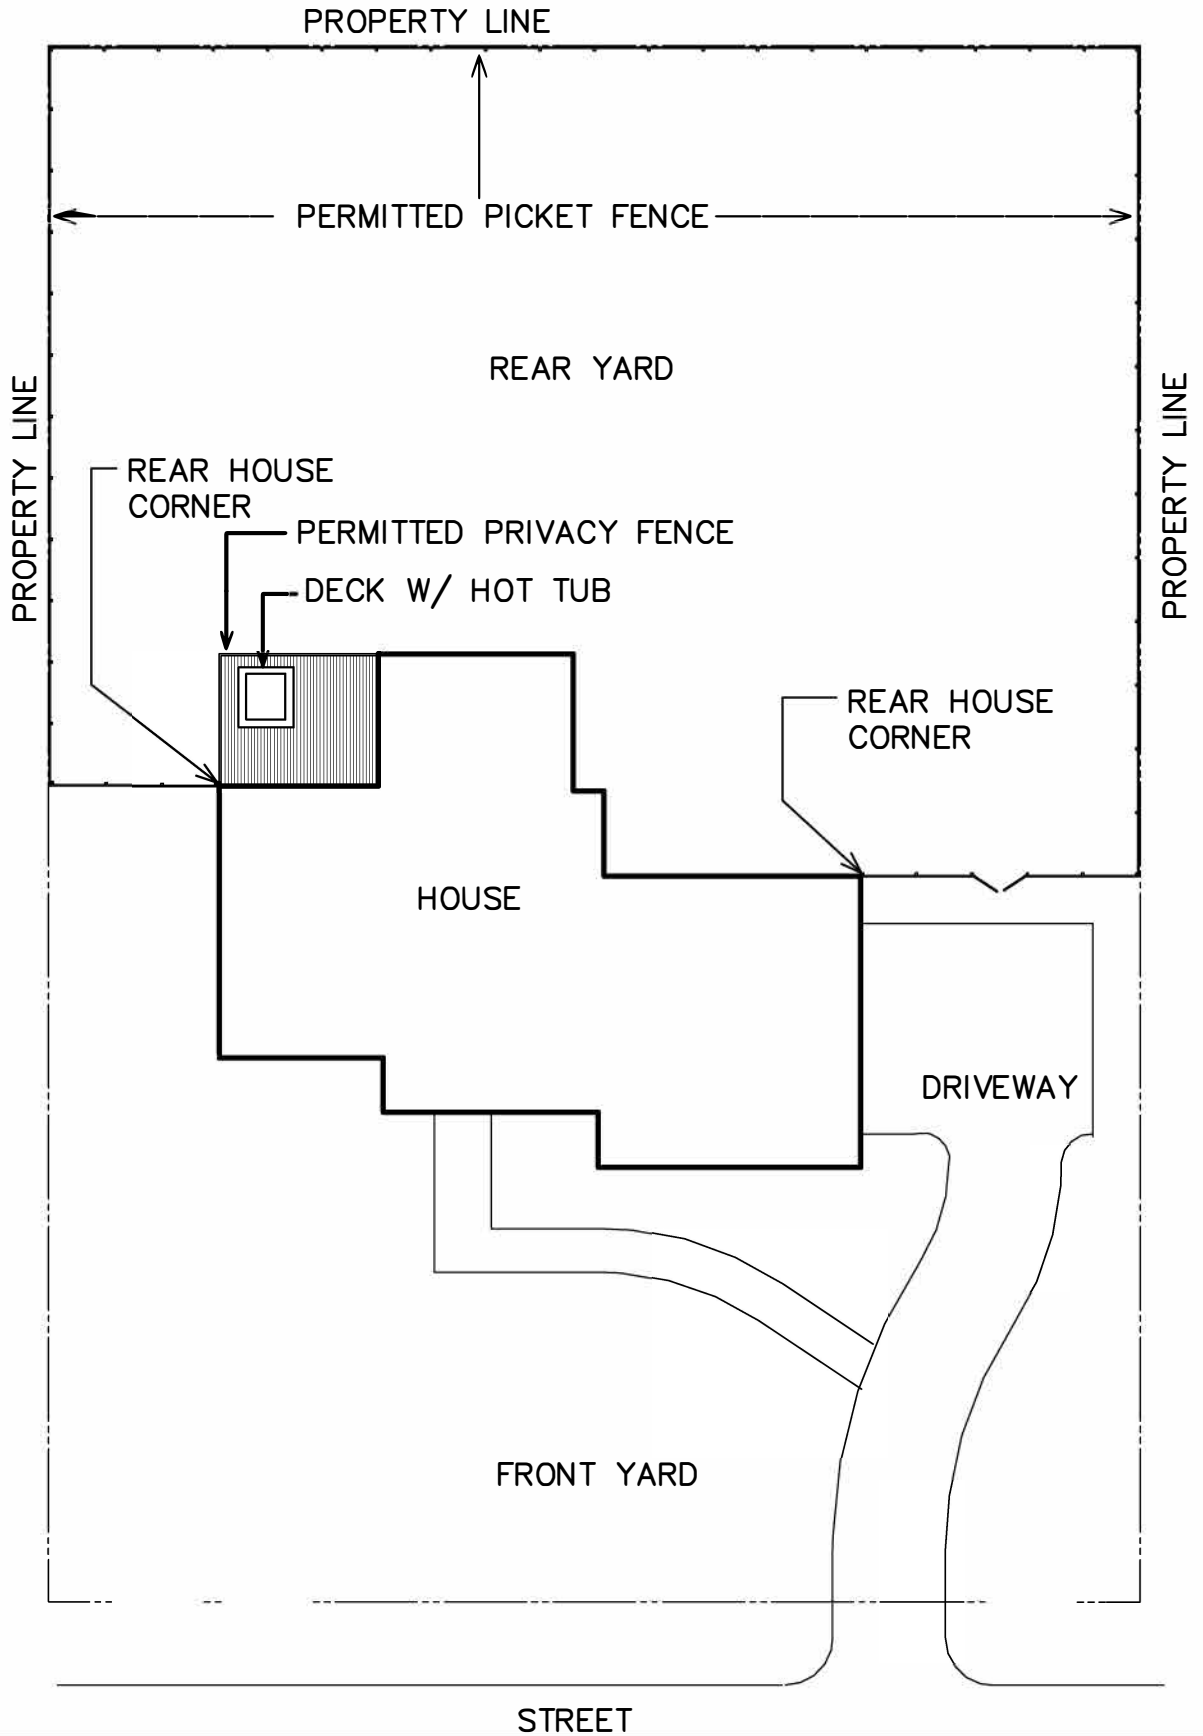 PROPERTY LINE
PERMITTED PICKET FENCE
REAR YARD
PROPERTY LINE
PROPERTY LINE
REAR HOUSE
CORNER
PERMITTED PRIVACY FENCE
DECK W/ HOT TUB
REAR HOUSE
CORNER
HOUSE
DRIVEWAY
FRONT YARD
STREET